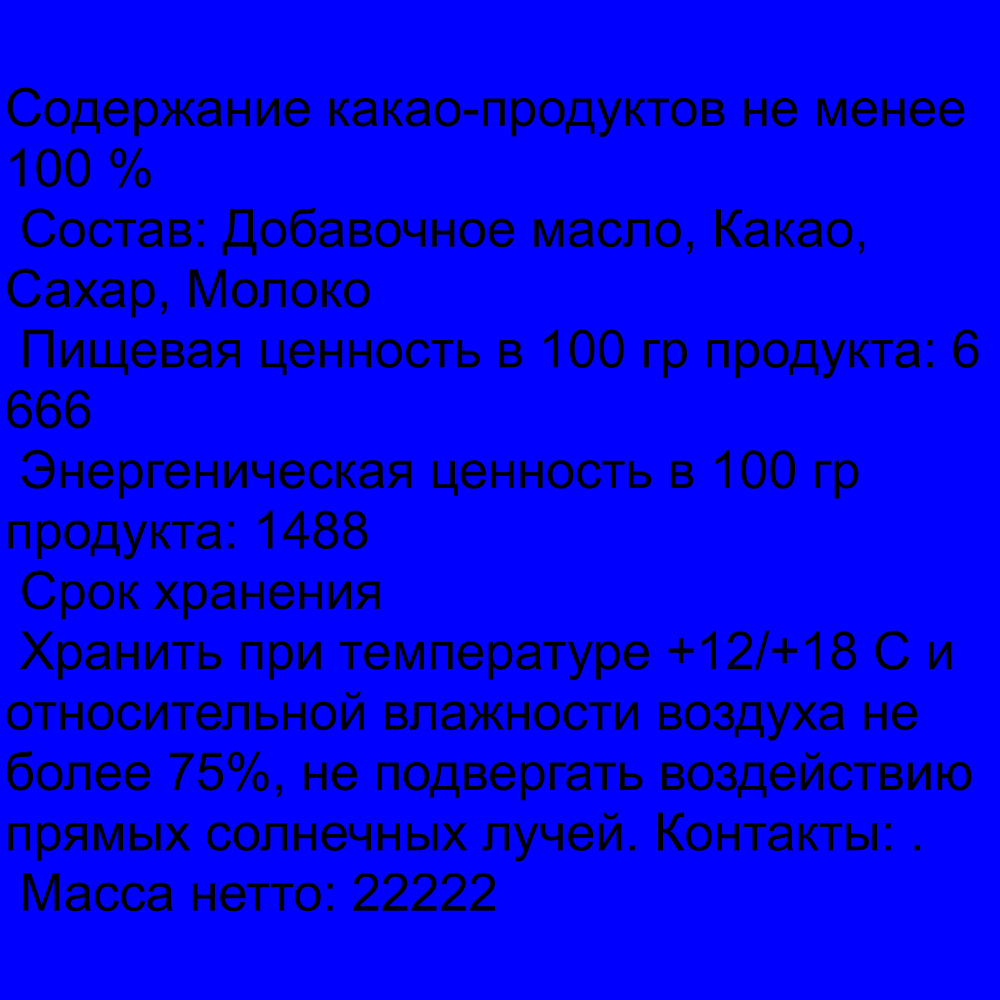 Содержание какао-продуктов не менее
100 %
Состав: Добавочное масло, Какао,
Сахар, Молоко
Пищевая ценность в 100 гр продукта: 6
666
Энергеническая ценность в 100 гр
продукта: 1488
Срок хранения
Хранить при температуре +12/+18 С и
относительной влажности воздуха не
более 75%, не подвергать воздействию
прямых солнечных лучей. Контакты: .
Масса нетто: 22222